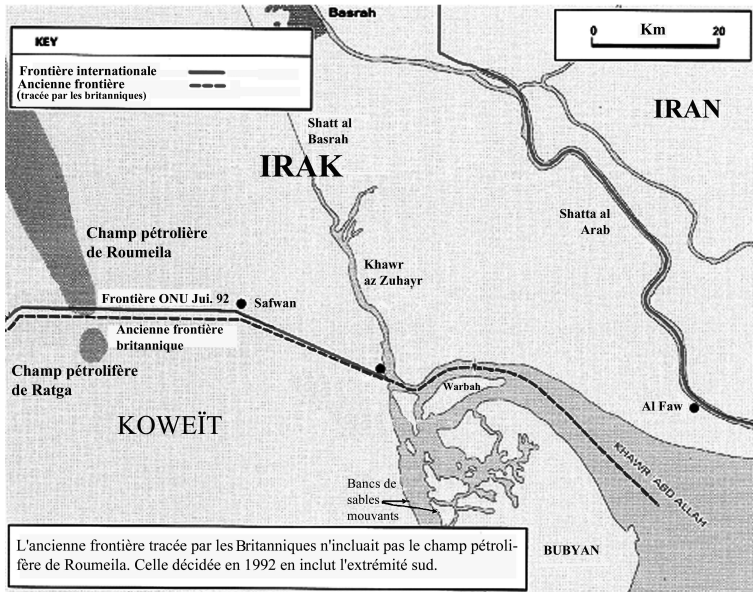 Basrah
KEY
Frontière internationale
Ancienne frontière
(tracée par les britanniques)
Km
0 20
IRAN
Shatt al
Basrah
IRAK
Shatta al
Arab
Champ pétrolière
de Roumeila
Khawr
az Zuhayr
Frontière ONU Jui. 92
Safwan
Ancienne frontière
britannique
Champ pétrolifère
de Ratga
Warbah
Al Faw
KOWEÏT
KHAWR ABD ALLAH
Bancs de
sables
mouvants
BUBYAN
L'ancienne frontière tracée par les Britanniques n'incluait pas le champ pétroli-
fère de Roumeila. Celle décidée en 1992 en inclut l'extrémité sud.